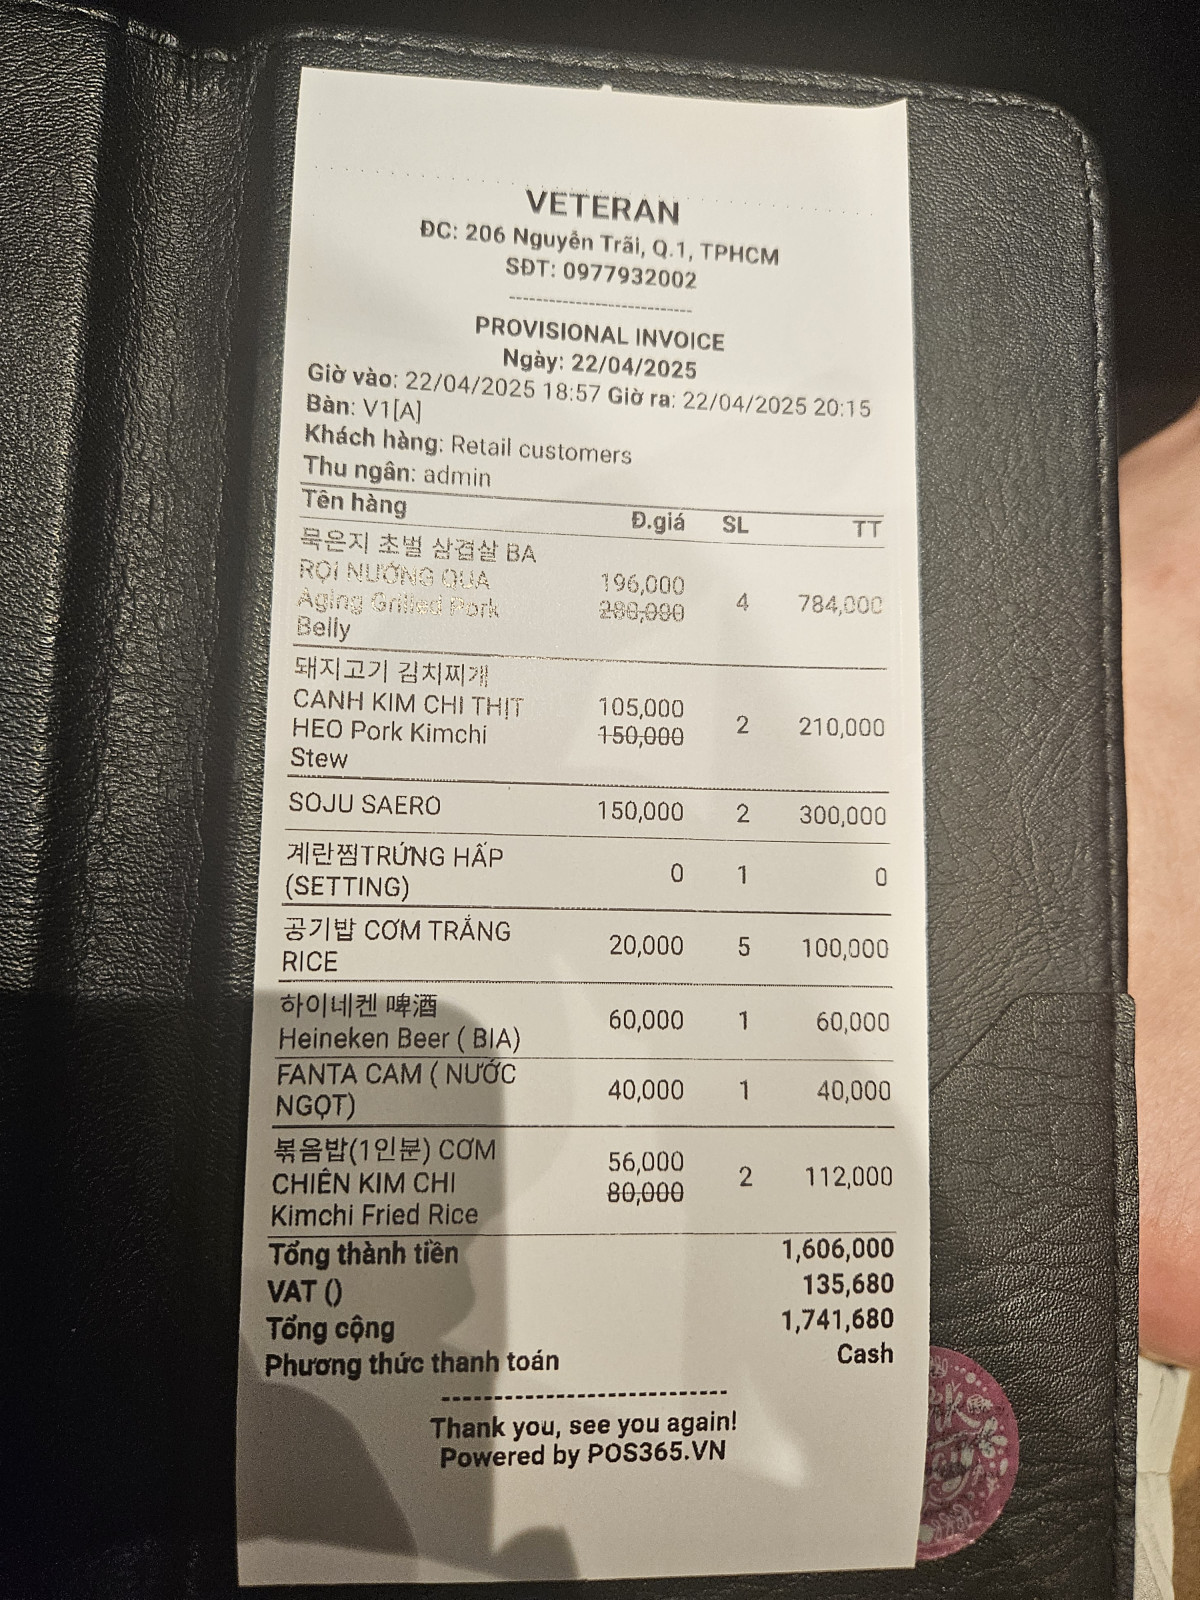 VETERAN
ĐC: 206 Nguyễn Trãi, Q.1, TPHCM
SĐT: 0977932002
----------------------------
PROVISIONAL INVOICE
Ngày: 22/04/2025
Giờ vào: 22/04/2025 18:57 Giờ ra: 22/04/2025 20:15
Bàn: V1[A]
Khách hàng: Retail customers
Thu ngân: admin
Tên hàng Đ.giá SL TT
묵은지 초벌 삼겹살 BA
RỌI NƯỚNG QUA 196,000
Aging Grilled Pork 280,000 4 784,000
Belly
돼지고기 김치찌개
CANH KIM CHI THỊT 105,000
HEO Pork Kimchi 150,000 2 210,000
Stew
SOJU SAERO 150,000 2 300,000
계란찜TRỨNG HẤP
(SETTING) 0 1 0
공기밥 CƠM TRẮNG
RICE 20,000 5 100,000
하이네켄 啤酒
Heineken Beer ( BIA) 60,000 1 60,000
FANTA CAM ( NƯỚC
NGỌT) 40,000 1 40,000
볶음밥(1인분) CƠM
CHIÊN KIM CHI 56,000
Kimchi Fried Rice 80,000 2 112,000
Tổng thành tiền 1,606,000
VAT () 135,680
Tổng cộng 1,741,680
Phương thức thanh toán Cash
----------------------------
Thank you, see you again!
Powered by POS365.VN